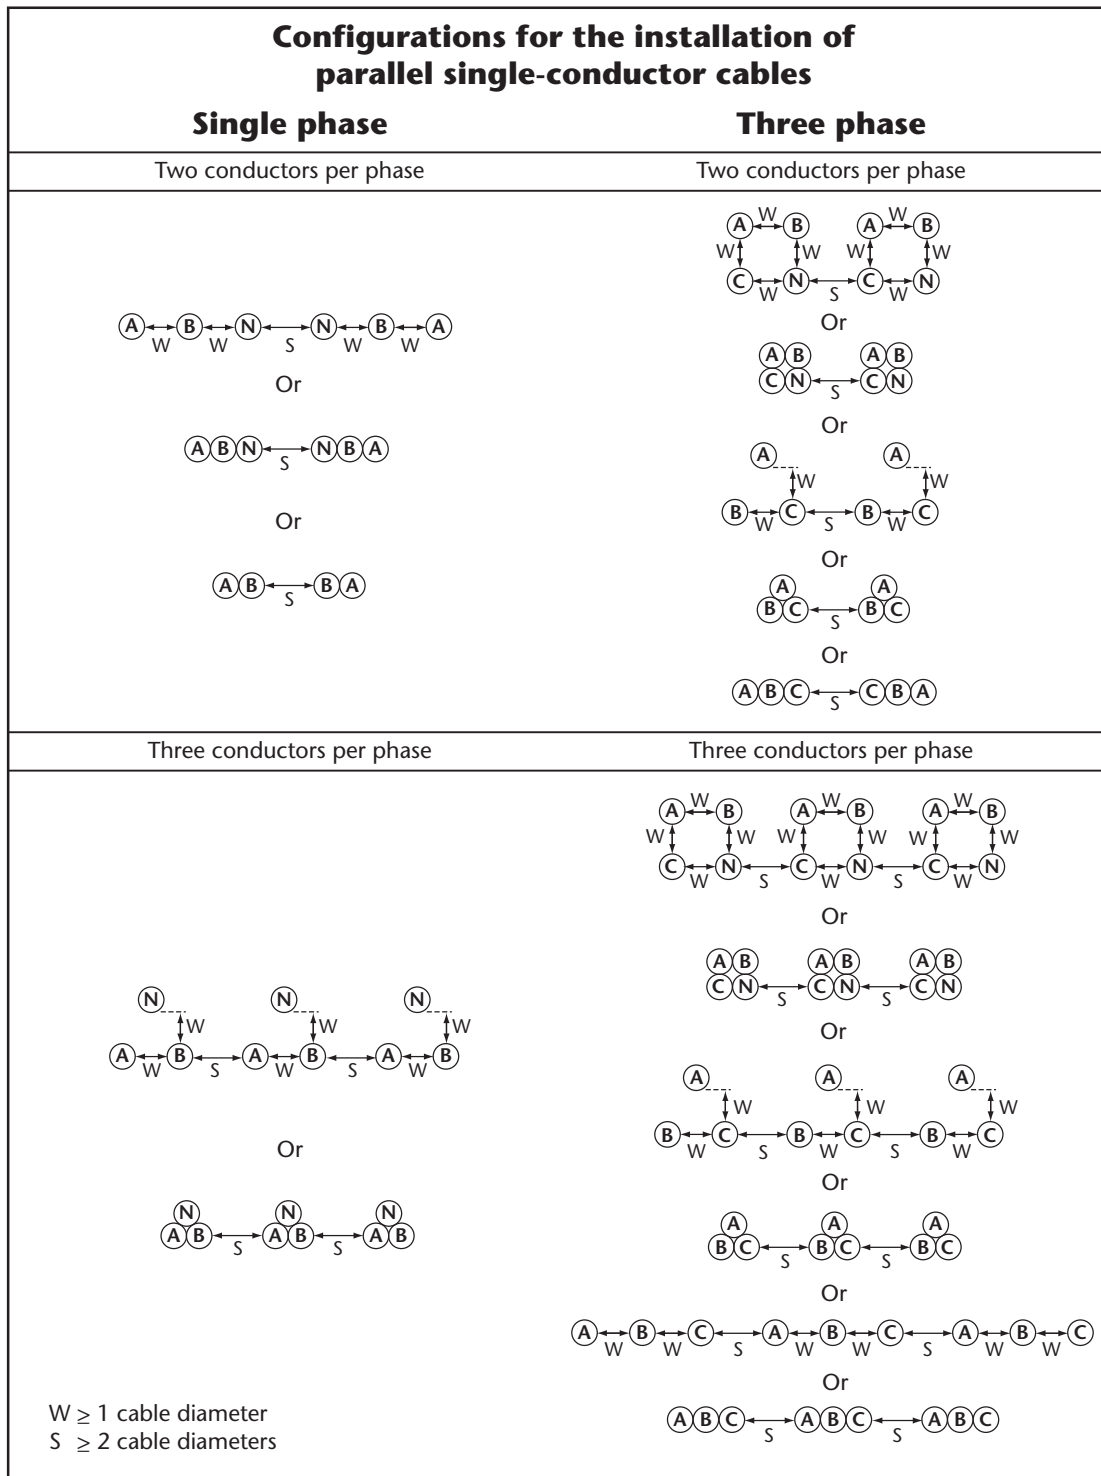 Configurations for the installation of
parallel single-conductor cables
Single phase
Three phase
Two conductors per phase
Two conductors per phase
A B N N B A
W W S W W
Or
A B N N B A
S
Or
A B B A
S
W W
A B A B
W W W W
C N C N
W S W
Or
A B A B
C N C N
S
Or
A A
W W
B C B C
W S W
Or
A A
B C B C
S
Or
A B C C B A
S
Three conductors per phase
Three conductors per phase
N N N
W W W
A B A B A B
W S W S W
Or
N N N
A B A B A B
S S
W ≥ 1 cable diameter
S ≥ 2 cable diameters
W W W
A B A B A B
W W W W W W
C N C N C N
W S W S W
Or
A B A B A B
C N C N C N
S S
Or
A A A
W W W
B C B C B C
W S W S W
Or
A A A
B C B C B C
S S
Or
A B C A B C A B C
W W S W W S W W
Or
A B C A B C A B C
S S